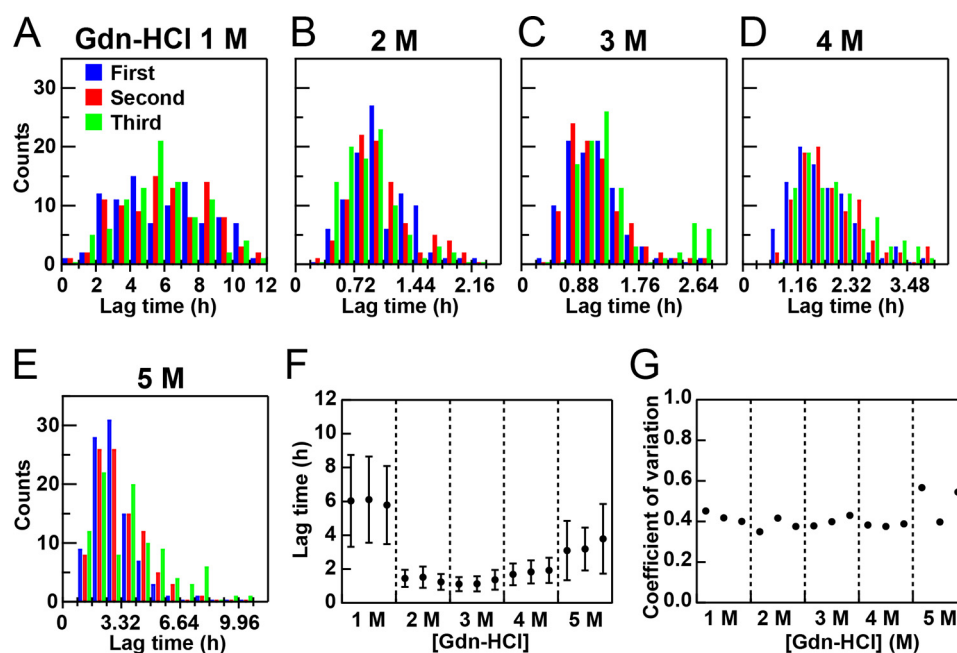 A Gdn-HCl 1 M
B 2 M
C 3 M
D 4 M
First
Second
Third
Counts
30
20
10
0
0 2 4 6 8 10 12
0 0.72 1.44 2.16
0 0.88 1.76 2.64
0 1.16 2.32 3.48
Lag time (h)
Lag time (h)
Lag time (h)
Lag time (h)
E 5 M
Counts
30
20
10
0
0 3.32 6.64 9.96
Lag time (h)
F
Lag time (h)
12
10
8
6
4
2
0
1 M 2 M 3 M 4 M 5 M
[Gdn-HCl]
G
Coefficient of variation
1.0
0.8
0.6
0.4
0.2
0.0
1 M 2 M 3 M 4 M 5 M
[Gdn-HCl] (M)